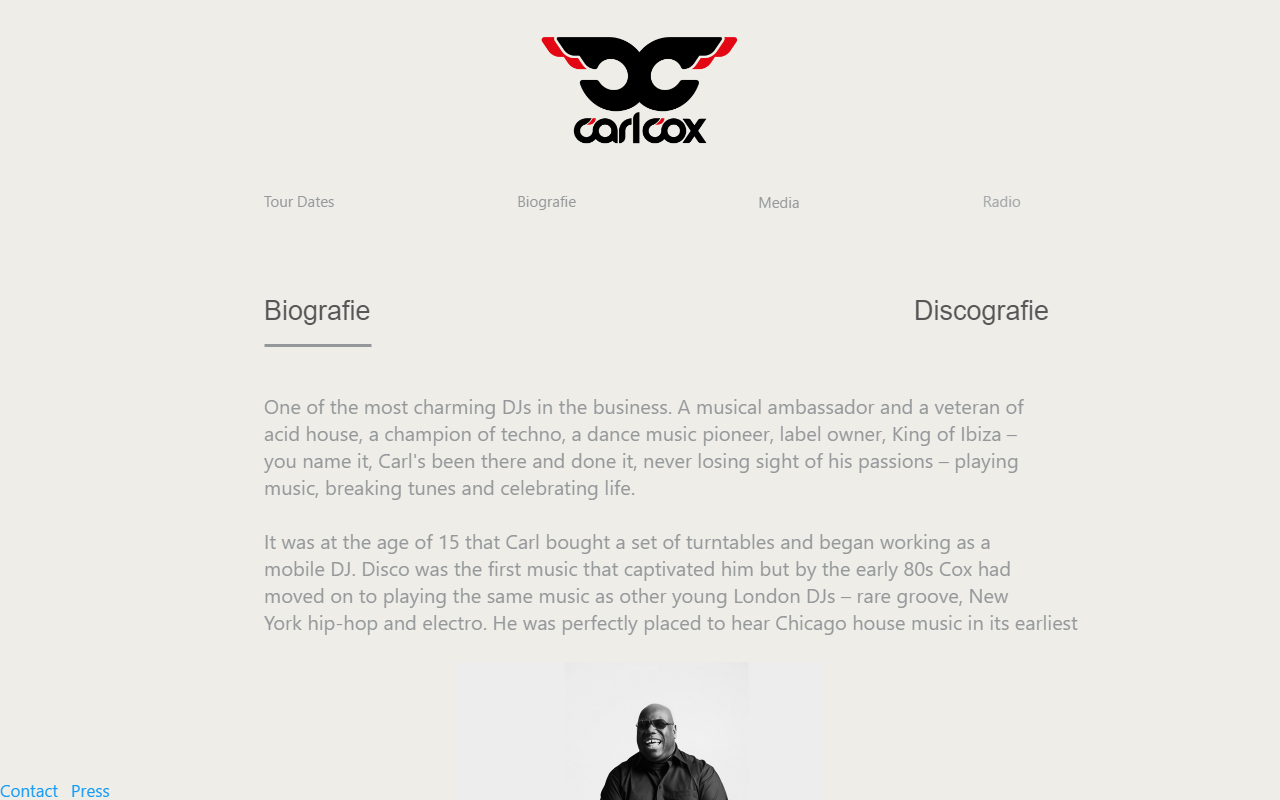 carl cox
Tour Dates
Biografie
Media
Radio
Biografie
Discografie
One of the most charming DJs in the business. A musical ambassador and a veteran of
acid house, a champion of techno, a dance music pioneer, label owner, King of Ibiza –
you name it, Carl's been there and done it, never losing sight of his passions – playing
music, breaking tunes and celebrating life.
It was at the age of 15 that Carl bought a set of turntables and began working as a
mobile DJ. Disco was the first music that captivated him but by the early 80s Cox had
moved on to playing the same music as other young London DJs – rare groove, New
York hip-hop and electro. He was perfectly placed to hear Chicago house music in its earliest
Contact
Press